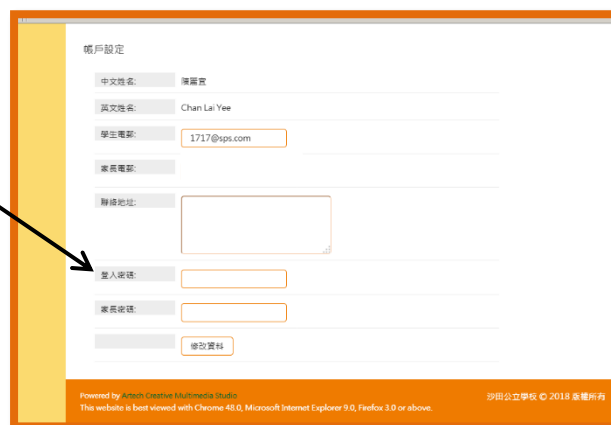 帳戶設定
中文姓名: 陳麗宜
英文姓名: Chan Lai Yee
學生電郵: 1717@sps.com
家長電郵:
聯絡地址:
登入密碼:
家長密碼:
修改資料
Powered by Artech Creative Multimedia Studio 沙田公立學校 © 2018 版權所有
This website is best viewed with Chrome 48.0, Microsoft Internet Explorer 9.0, Firefox 3.0 or above.